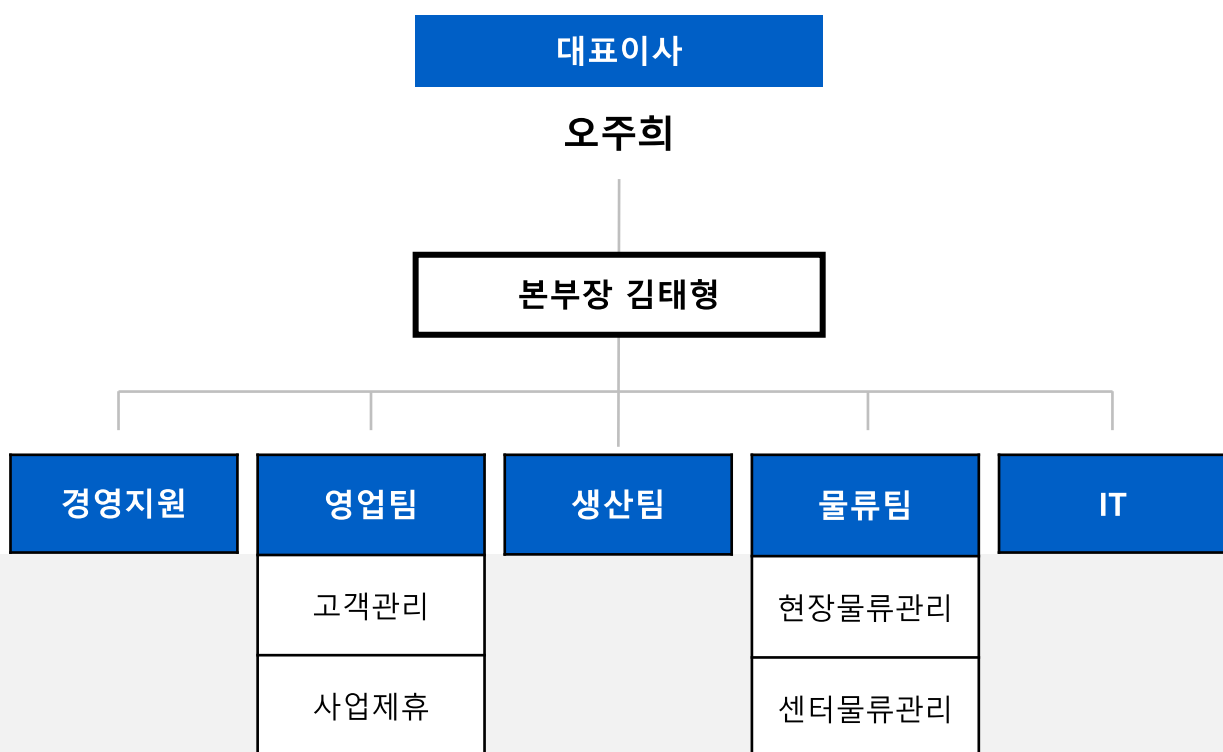 대표이사
오주희
본부장 김태형
경영지원
영업팀
생산팀
물류팀
IT
고객관리
현장물류관리
사업제휴
센터물류관리